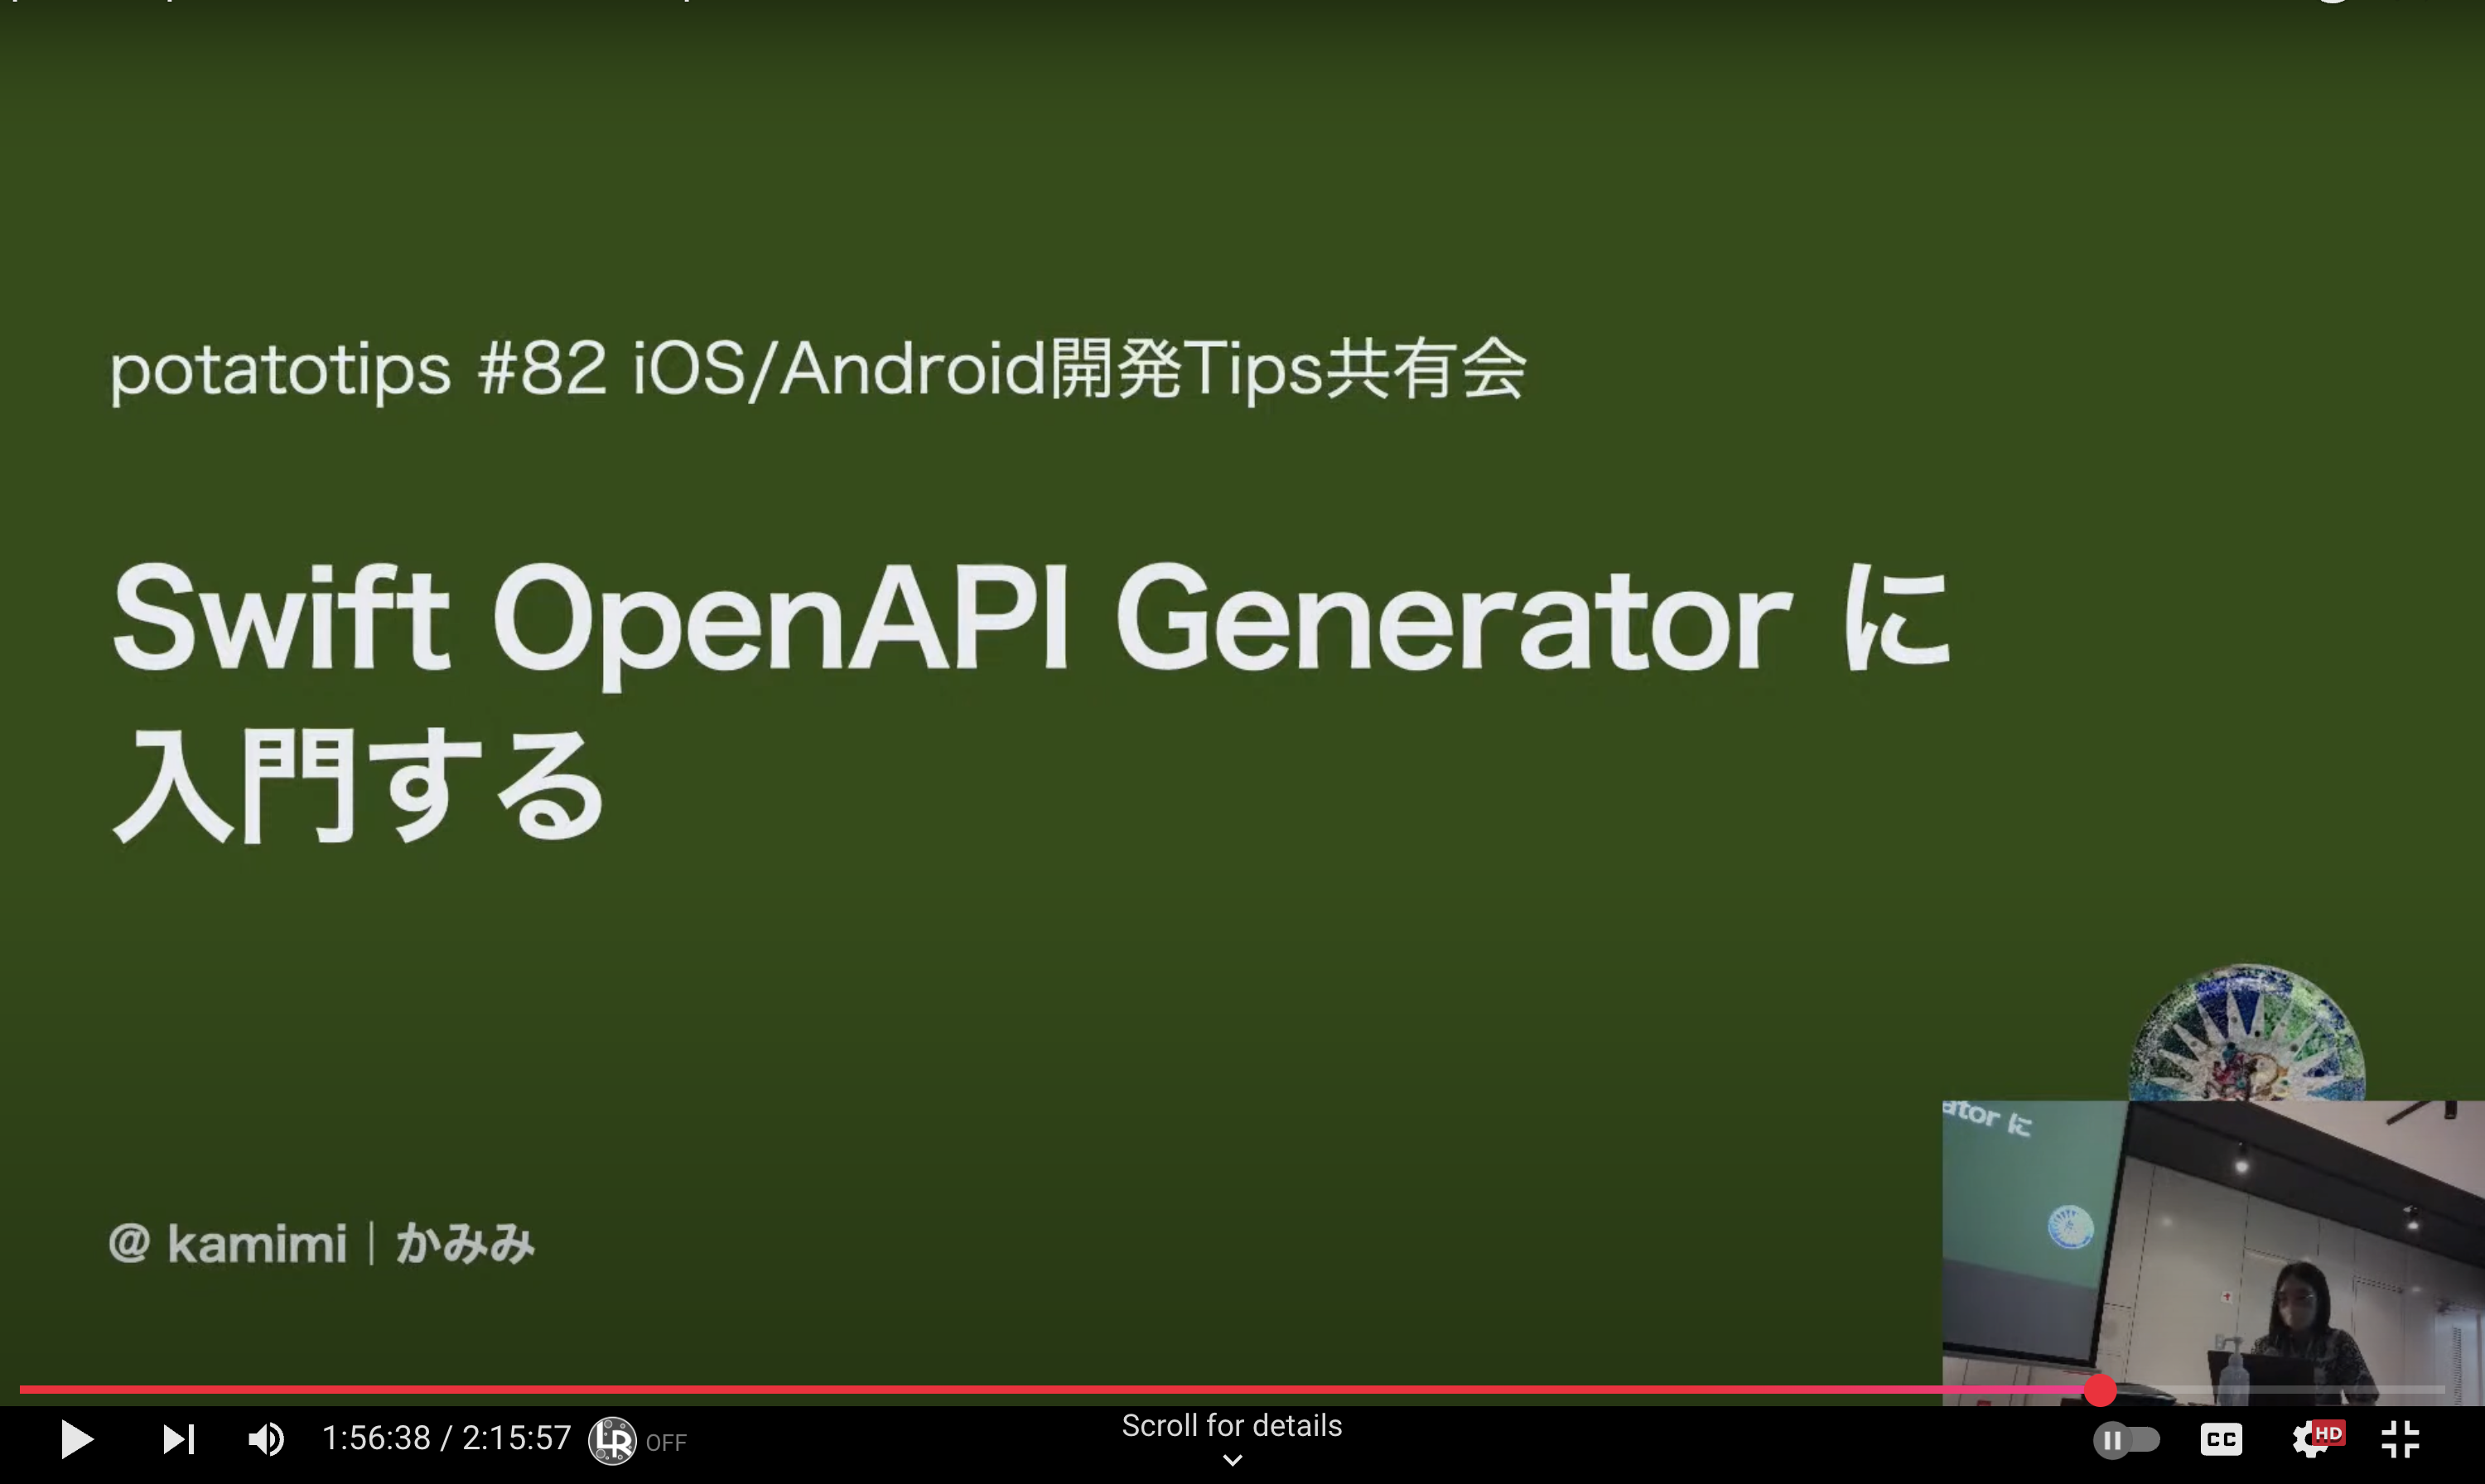 potatotips #82 iOS/Android開発Tips共有会
Swift OpenAPI Generator に
入門する
@ kamimi｜かみみ
ator に
1:56:38 / 2:15:57
LR
OFF
Scroll for details
CC
HD